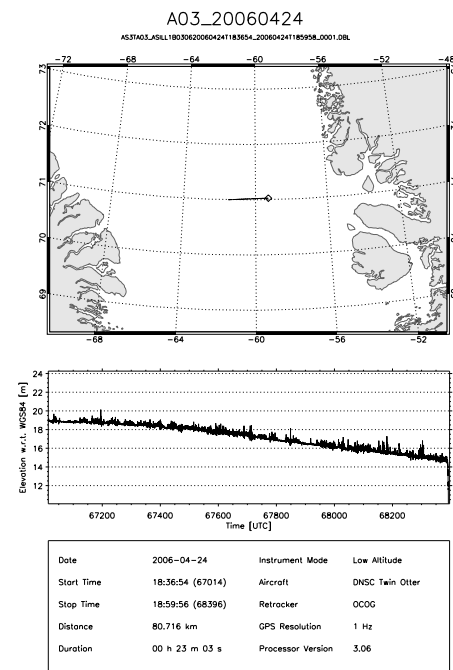 A03_20060424
AS3TA03_ASILL1B030620060424T183654_20060424T185958_0001.DBL
−72 −68 −64 −60 −56 −52 −48
73
72 72
71 71
70 70
69 69
−68 −64 −60 −56 −52
24
22
20
18
16
14
12
Elevation w.r.t. WGS84 [m]
67200 67400 67600 67800 68000 68200
Time [UTC]
Date 2006-04-24 Instrument Mode Low Altitude
Start Time 18:36:54 (67014) Aircraft DNSC Twin Otter
Stop Time 18:59:56 (68396) Retracker OCOG
Distance 80.716 km GPS Resolution 1 Hz
Duration 00 h 23 m 03 s Processor Version 3.06